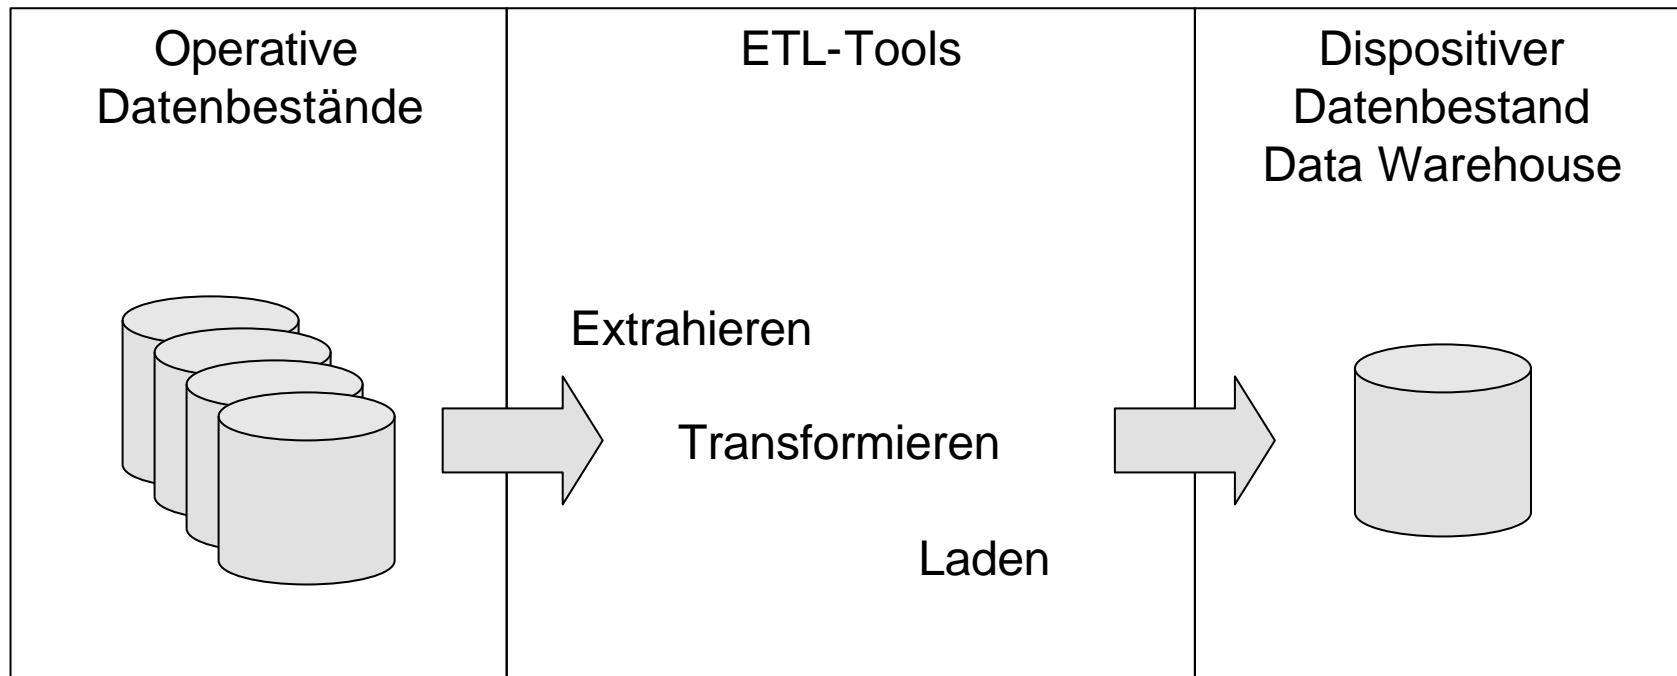 Operative
Datenbestände
ETL-Tools
Dispositiver
Datenbestand
Data Warehouse
Extrahieren
Transformieren
Laden